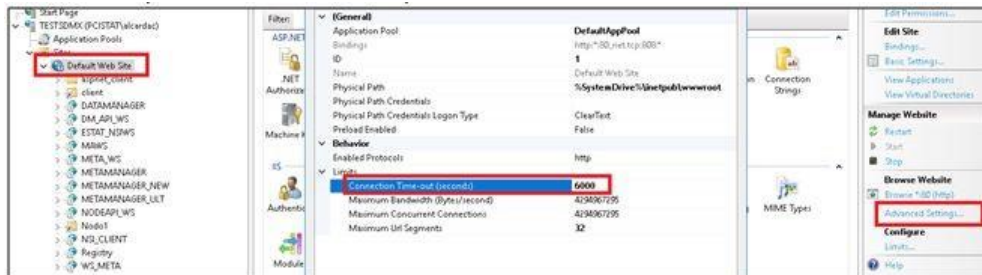 Start Page
TESTSDMX (PCISTAT\alcardac)
Application Pools
Sites
Default Web Site
aspnet_client
client
DATAMANAGER
DM_API_WS
ESTAT_NSIWS
MAWS
META_WS
METAMANAGER
METAMANAGER_NEW
METAMANAGER_ULT
NODEAPI_WS
Nodo1
NSI_CLIENT
Registry
WS_META
Filter:
ASP.NET
.NET
Authoriz
Machine K
IIS
Authentic
Module
(General)
Application Pool DefaultAppPool
Bindings http:*:80:,net.tcp:808:*
ID 1
Name Default Web Site
Physical Path %SystemDrive%\inetpub\wwwroot
Physical Path Credentials
Physical Path Credentials Logon Type ClearText
Preload Enabled False
Behavior
Enabled Protocols http
Limits
Connection Time-out (seconds) 6000
Maximum Bandwidth (Bytes/second) 4294967295
Maximum Concurrent Connections 4294967295
Maximum Url Segments 32
Connection
Strings
MIME Types
Edit Permissions...
Edit Site
Bindings...
Basic Settings...
View Applications
View Virtual Directories
Manage Website
Restart
Start
Stop
Browse Website
Browse *:80 (http)
Advanced Settings...
Configure
Limits...
Help